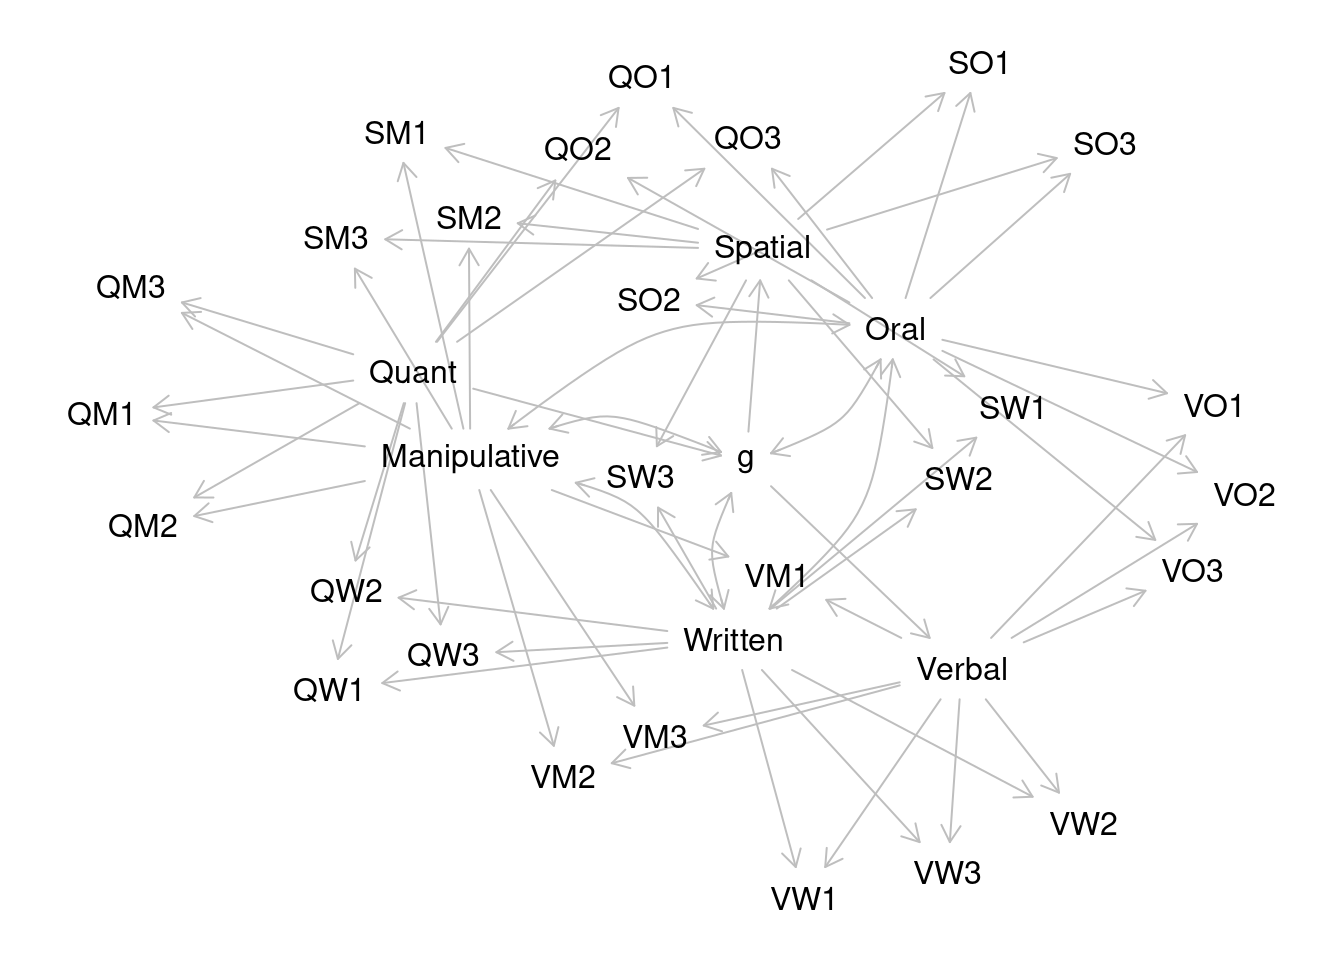 SO1
QO1
SM1
QO3
SO3
QO2
SM2
SM3
Spatial
QM3
SO2
Oral
Quant
SW1
VO1
QM1
Manipulative
g
SW3
SW2
VO2
QM2
VM1
VO3
QW2
Written
QW3
Verbal
QW1
VM3
VM2
VW2
VW3
VW1